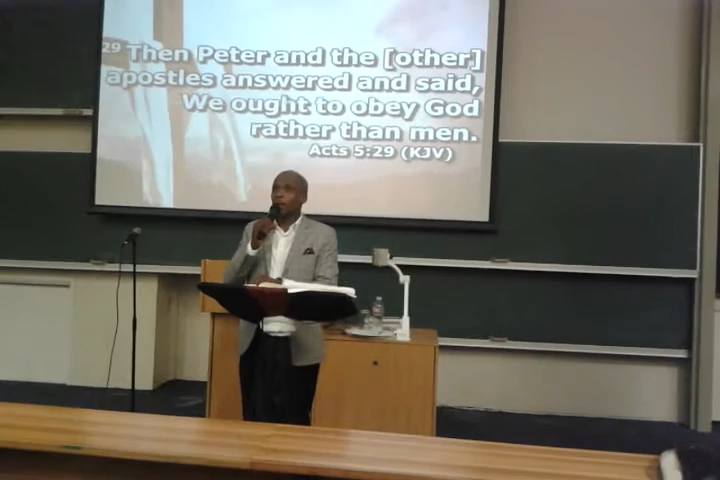 29 Then Peter and the [other]
apostles answered and said,
We ought to obey God
rather than men.
Acts 5:29 (KJV)